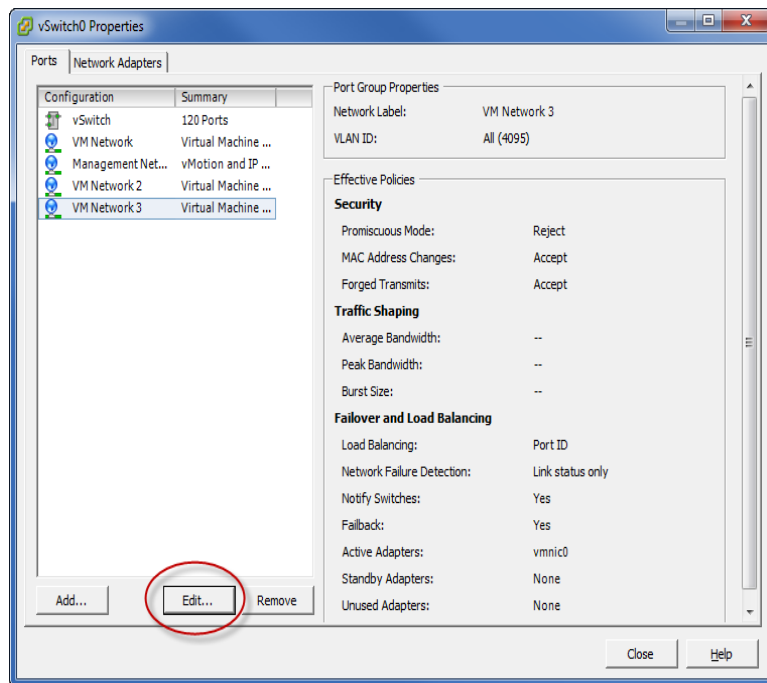 vSwitch0 Properties
Ports Network Adapters
Configuration Summary
vSwitch 120 Ports
VM Network Virtual Machine ...
Management Net... vMotion and IP ...
VM Network 2 Virtual Machine ...
VM Network 3 Virtual Machine ...
Add... Edit... Remove
Port Group Properties
Network Label: VM Network 3
VLAN ID: All (4095)
Effective Policies
Security
Promiscuous Mode: Reject
MAC Address Changes: Accept
Forged Transmits: Accept
Traffic Shaping
Average Bandwidth: --
Peak Bandwidth: --
Burst Size: --
Failover and Load Balancing
Load Balancing: Port ID
Network Failure Detection: Link status only
Notify Switches: Yes
Failback: Yes
Active Adapters: vmnic0
Standby Adapters: None
Unused Adapters: None
Close Help